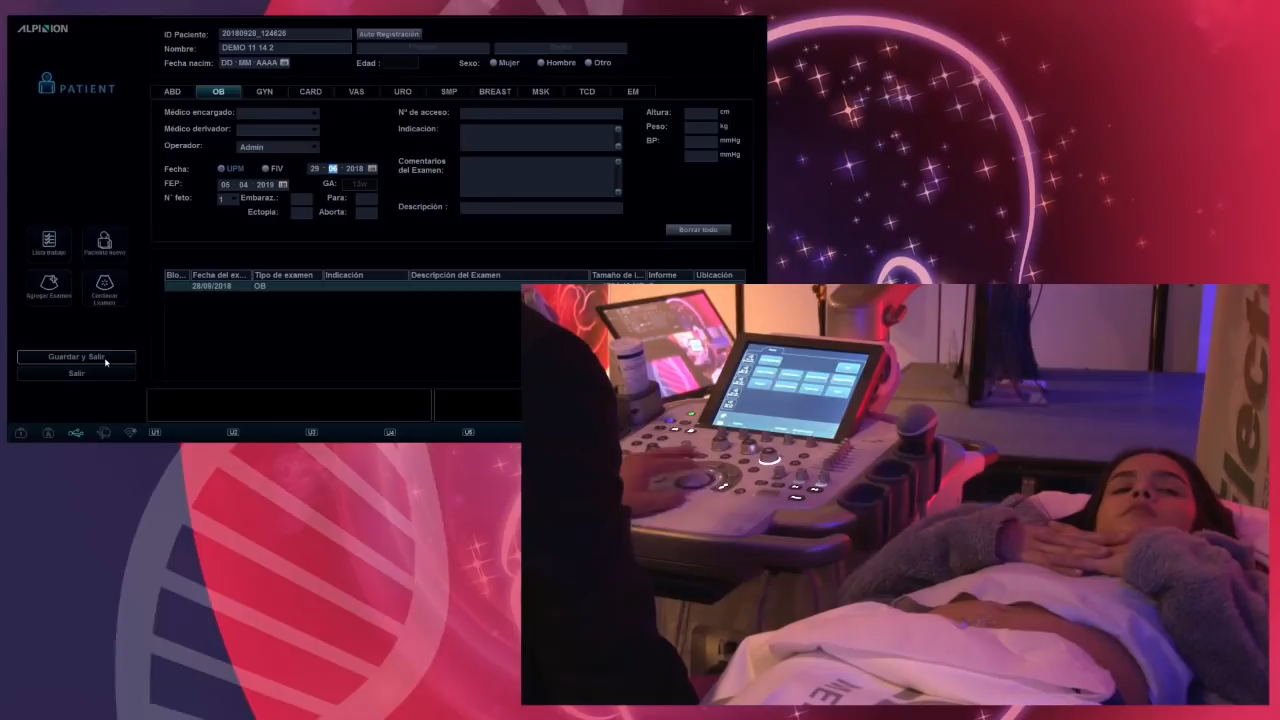 ALPINION
ID Paciente: 20180928_124626 Auto Registración
Nombre: DEMO 11 14 2
Fecha nacim: DD MM AAAA Edad : Sexo: Mujer Hombre Otro
PATIENT
ABD OB GYN CARD VAS URO SMP BREAST MSK TCD EM
Médico encargado: Nº de acceso: Altura: cm
Médico derivador: Indicación: Peso: kg
Operador: Admin BP: mmHg
mmHg
Fecha: UPM FIV 29 06 2018 Comentarios del Examen:
FEP: 05 04 2019 GA: 13w
N° feto: 1 Embaraz.: Para:
Ectopia: Aborta: Descripción :
Borrar todo
Lista trabajo Paciente nuevo
Agregar Examen Continuar Examen
Blo... Fecha del ex... Tipo de examen Indicación Descripción del Examen Tamaño de i... Informe Ubicación
28/09/2018 OB
Guardar y Salir
Salir
U1 U2 U3 U4 U5